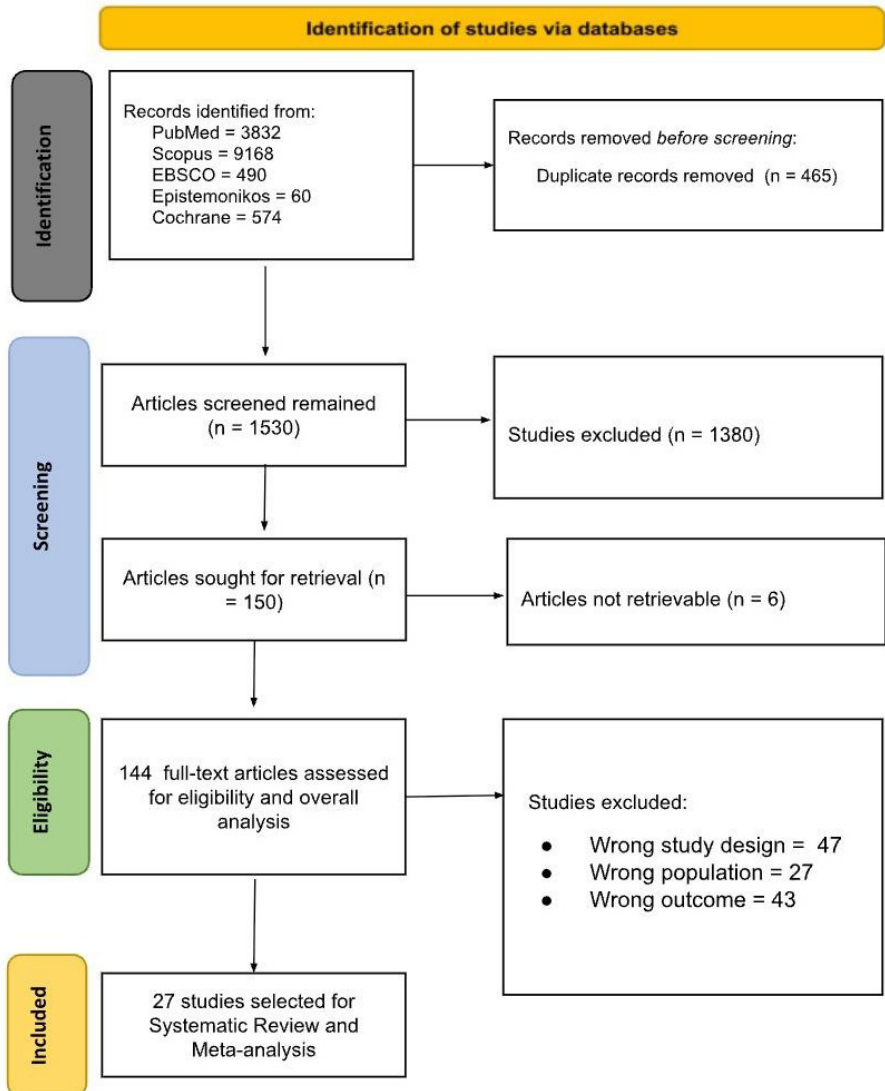 Identification of studies via databases
Identification
Records identified from:
PubMed = 3832
Scopus = 9168
EBSCO = 490
Epistemonikos = 60
Cochrane = 574
Records removed before screening:
Duplicate records removed (n = 465)
Screening
Articles screened remained
(n = 1530)
Studies excluded (n = 1380)
Articles sought for retrieval (n
= 150)
Articles not retrievable (n = 6)
Eligibility
144 full-text articles assessed
for eligibility and overall
analysis
Studies excluded:
● Wrong study design = 47
● Wrong population = 27
● Wrong outcome = 43
Included
27 studies selected for
Systematic Review and
Meta-analysis